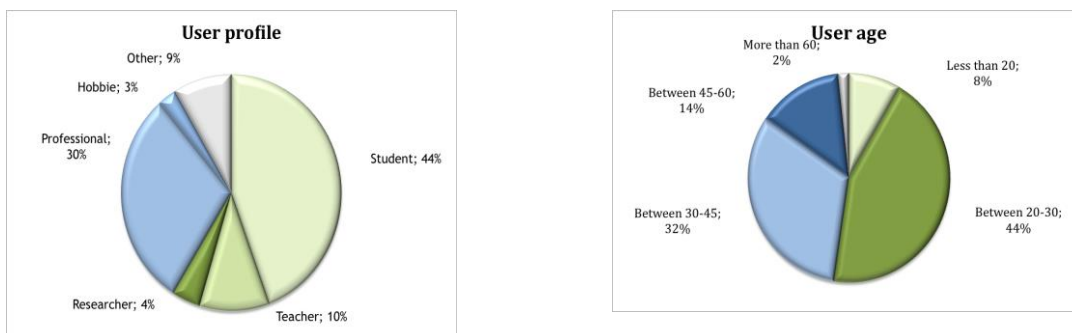 User profile
Other; 9%
Hobbie; 3%
Professional;
30%
Student; 44%
Researcher; 4%
Teacher; 10%
User age
More than 60;
2%
Less than 20;
8%
Between 45-60;
14%
Between 30-45;
32%
Between 20-30;
44%